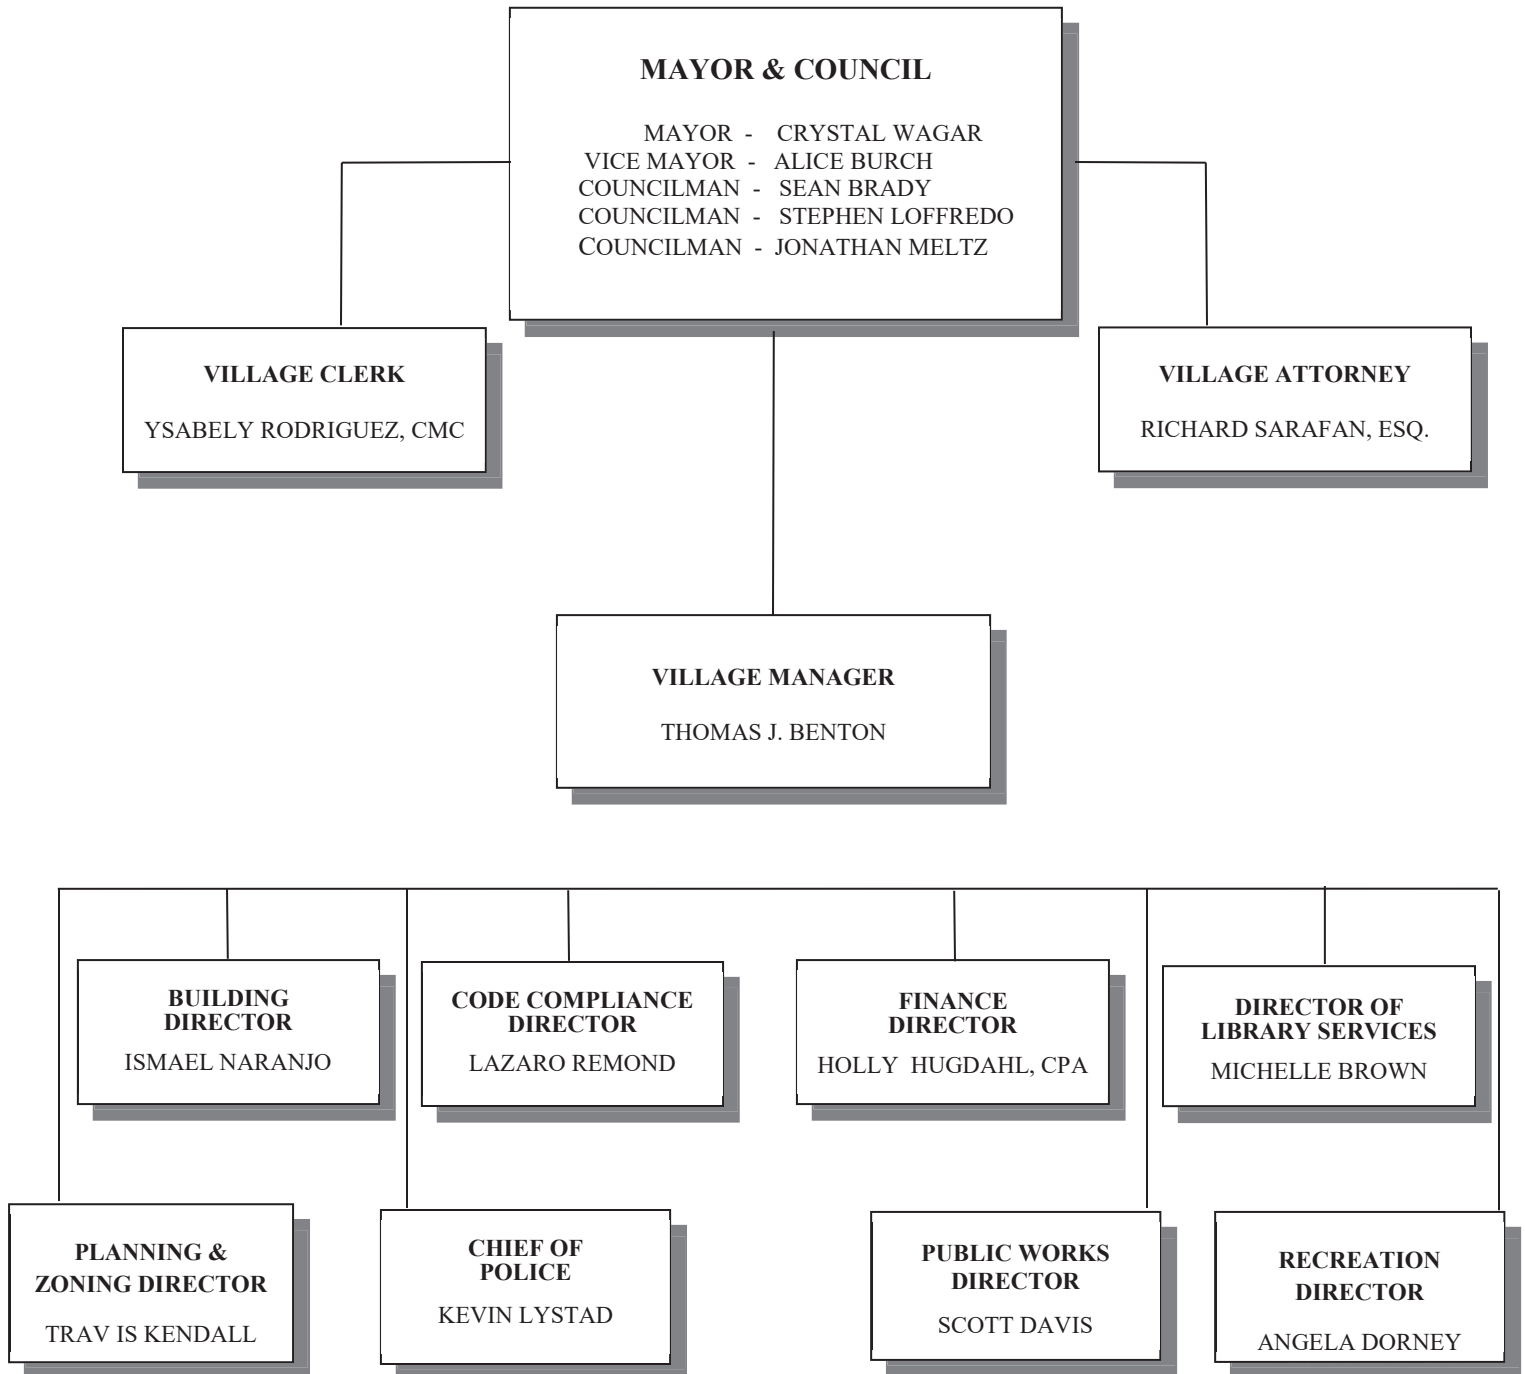 MAYOR & COUNCIL
MAYOR - CRYSTAL WAGAR
VICE MAYOR - ALICE BURCH
COUNCILMAN - SEAN BRADY
COUNCILMAN - STEPHEN LOFFREDO
COUNCILMAN - JONATHAN MELTZ
VILLAGE CLERK
YSABELY RODRIGUEZ, CMC
VILLAGE ATTORNEY
RICHARD SARAFAN, ESQ.
VILLAGE MANAGER
THOMAS J. BENTON
BUILDING
DIRECTOR
ISMAEL NARANJO
CODE COMPLIANCE
DIRECTOR
LAZARO REMOND
FINANCE
DIRECTOR
HOLLY HUGDAHL, CPA
DIRECTOR OF
LIBRARY SERVICES
MICHELLE BROWN
PLANNING &
ZONING DIRECTOR
TRAV IS KENDALL
CHIEF OF
POLICE
KEVIN LYSTAD
PUBLIC WORKS
DIRECTOR
SCOTT DAVIS
RECREATION
DIRECTOR
ANGELA DORNEY